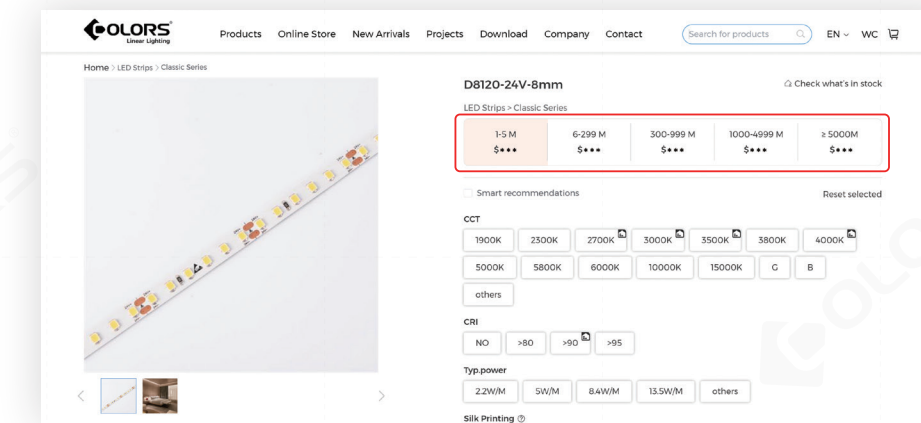 COLORS
Linear Lighting
Products Online Store New Arrivals Projects Download Company Contact Search for products EN WC
Home > LED Strips > Classic Series
D8120-24V-8mm Check what's in stock
LED Strips > Classic Series
1-5 M 6-299 M 300-999 M 1000-4999 M ≥ 5000M
$*** $*** $*** $*** $***
Smart recommendations Reset selected
CCT
1900K 2300K 2700K 3000K 3500K 3800K 4000K
5000K 5800K 6000K 10000K 15000K G B
others
CRI
NO >80 >90 >95
Typ.power
2.2W/M 5W/M 8.4W/M 13.5W/M others
Silk Printing